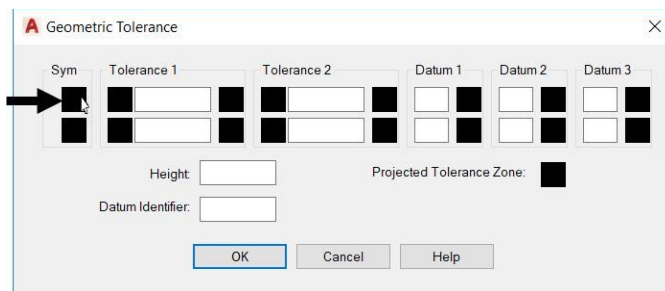 A Geometric Tolerance
Sym Tolerance 1 Tolerance 2 Datum 1 Datum 2 Datum 3
Height: Projected Tolerance Zone:
Datum Identifier:
OK Cancel Help